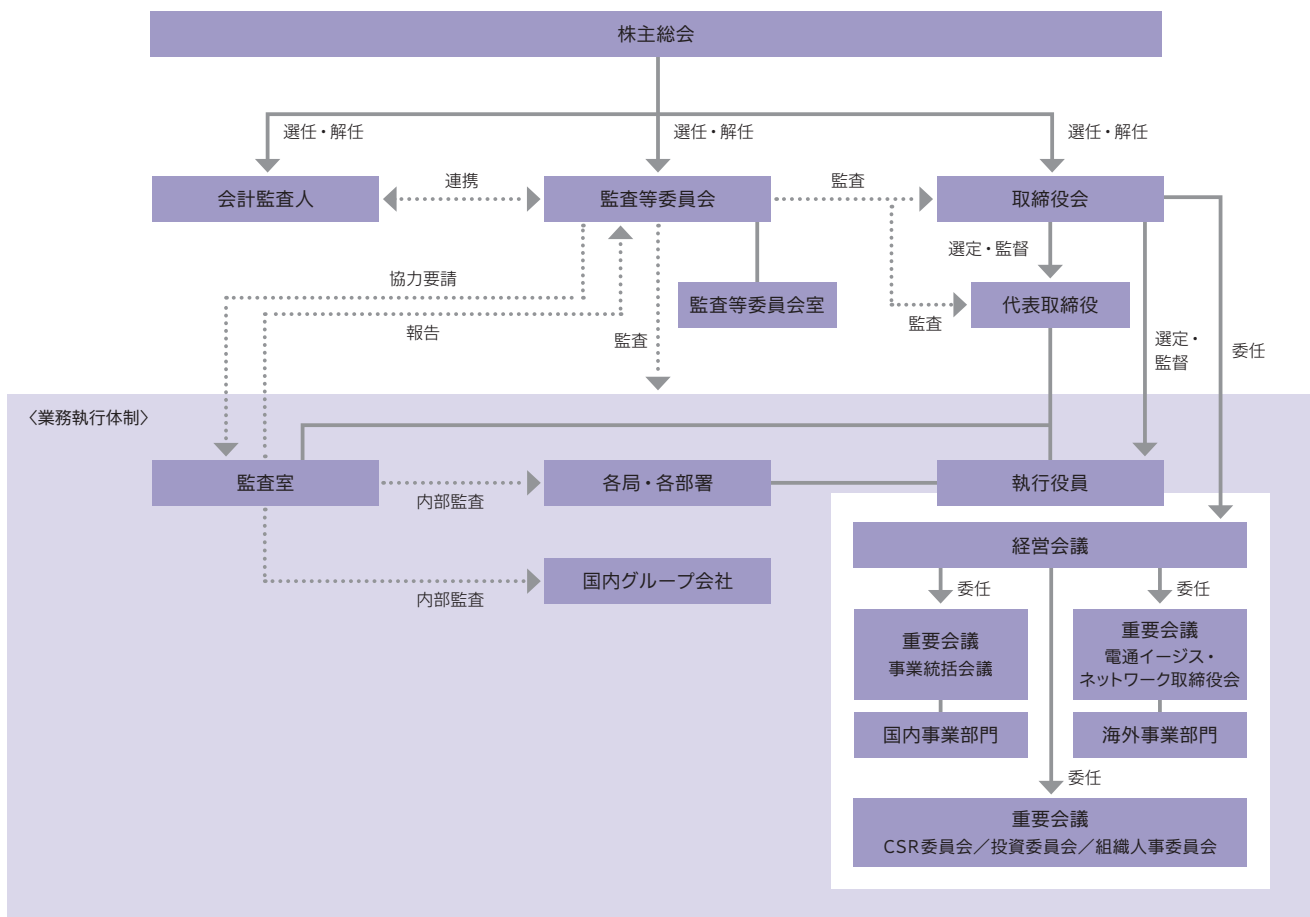 株主総会
選任・解任
選任・解任
選任・解任
会計監査人
連携
監査等委員会
監査
取締役会
選定・監督
協力要請
監査等委員会室
代表取締役
報告
監査
監査
選定・
監督
委任
〈業務執行体制〉
監査室
内部監査
各局・各部署
執行役員
経営会議
国内グループ会社
内部監査
委任
委任
重要会議
事業統括会議
重要会議
電通イージス・
ネットワーク取締役会
国内事業部門
海外事業部門
委任
重要会議
CSR委員会／投資委員会／組織人事委員会